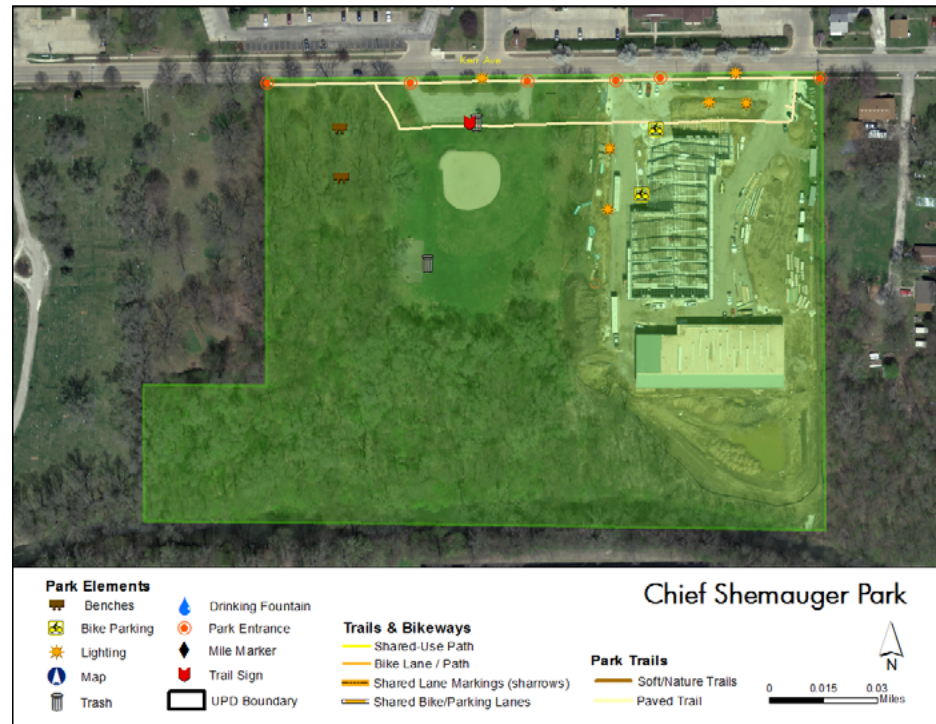 Kerr Ave
Chief Shemauger Park
Park Elements
Benches
Bike Parking
Lighting
Map
Trash
Drinking Fountain
Park Entrance
Mile Marker
Trail Sign
UPD Boundary
Trails & Bikeways
Shared-Use Path
Bike Lane / Path
Shared Lane Markings (sharrows)
Shared Bike/Parking Lanes
Park Trails
Soft/Nature Trails
Paved Trail
N
0 0.015 0.03
Miles